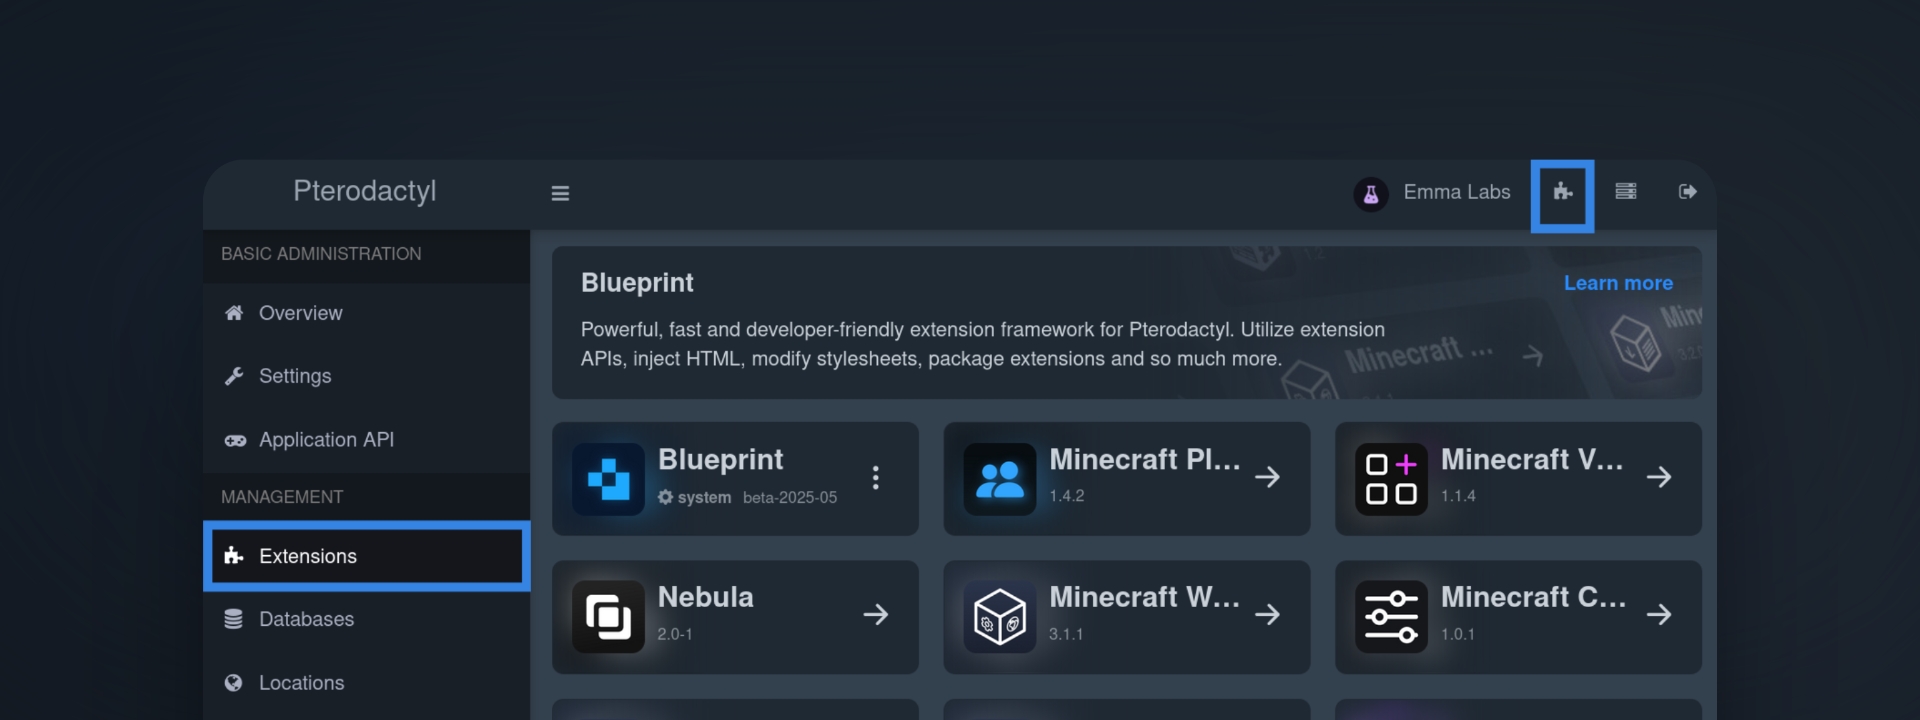 Pterodactyl
Emma Labs
BASIC ADMINISTRATION
Overview
Settings
Application API
MANAGEMENT
Extensions
Databases
Locations
Blueprint
Learn more
Powerful, fast and developer-friendly extension framework for Pterodactyl. Utilize extension
APIs, inject HTML, modify stylesheets, package extensions and so much more.
Minecraft ...
Blueprint
system beta-2025-05
Minecraft Pl...
1.4.2
Minecraft V...
1.1.4
Nebula
2.0-1
Minecraft W...
3.1.1
Minecraft C...
1.0.1